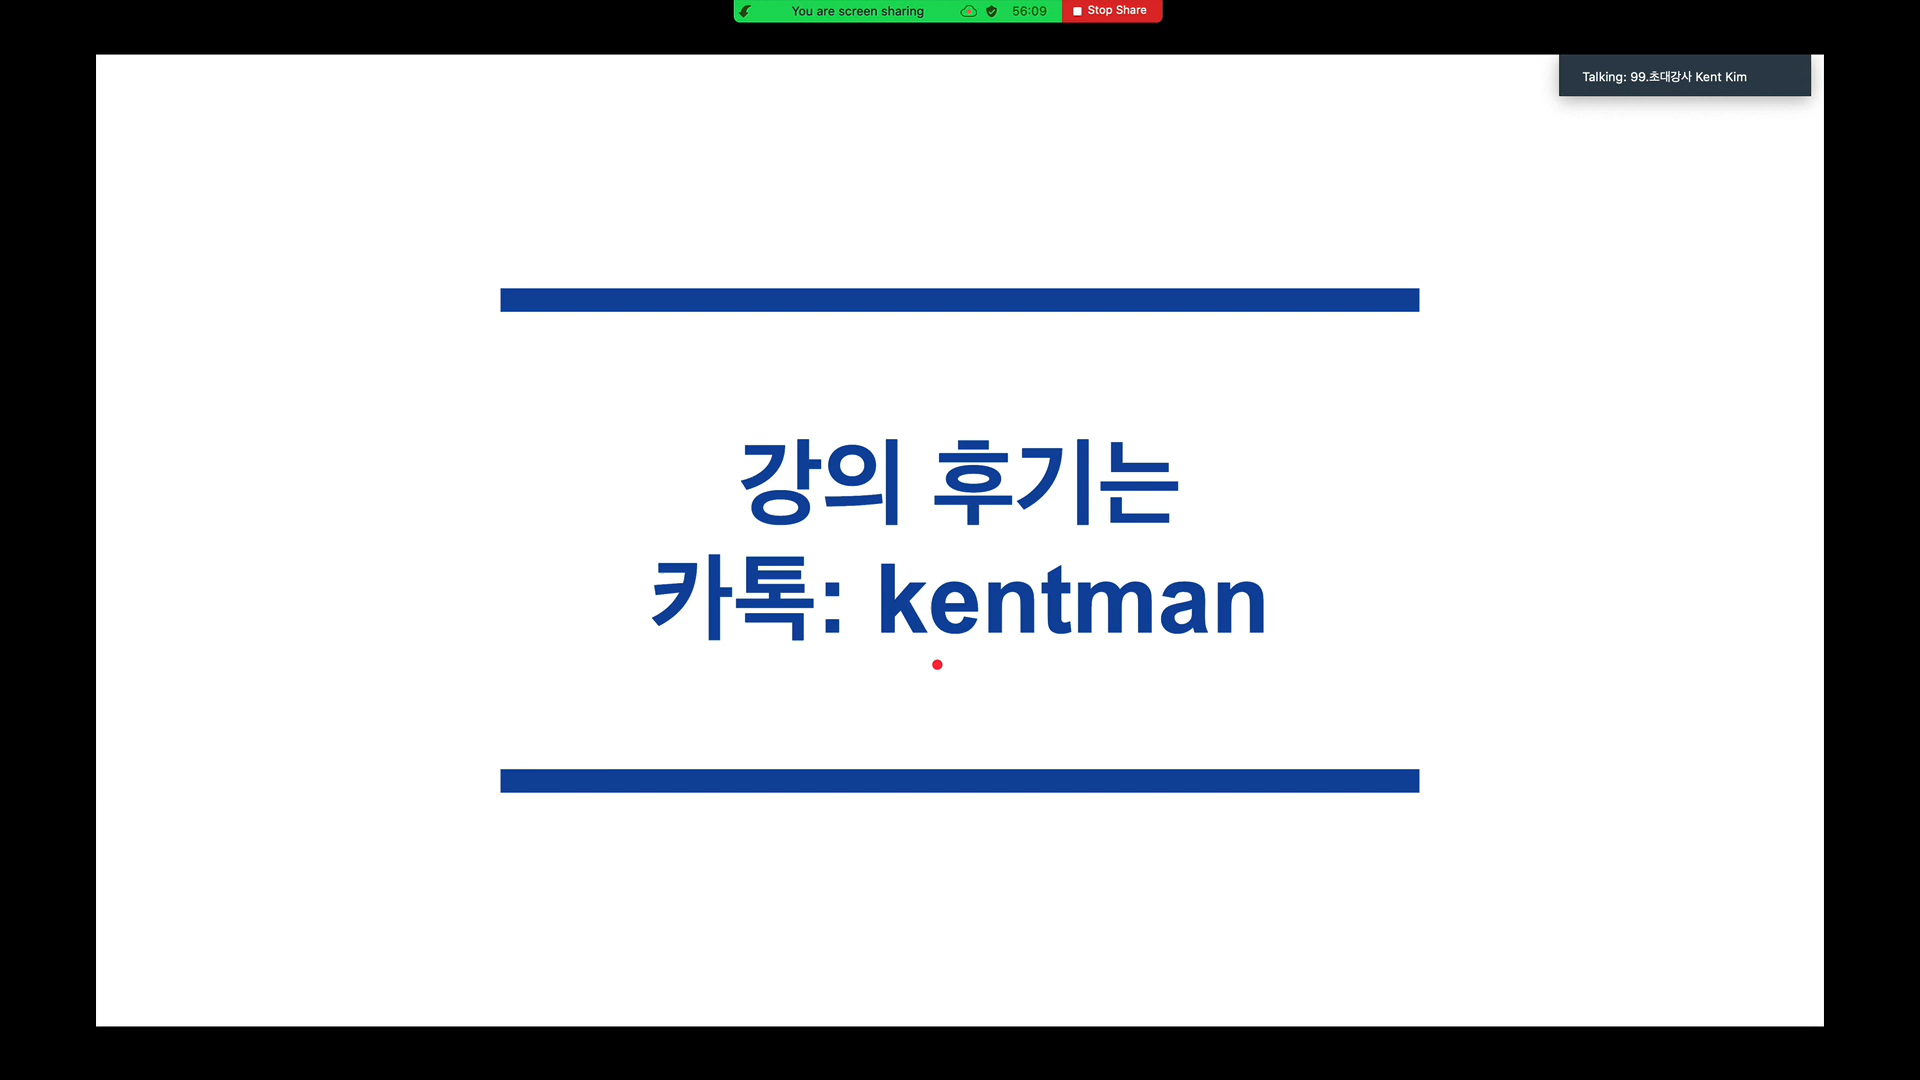 You are screen sharing 56:09 Stop Share
Talking: 99.초대강사 Kent Kim
강의 후기는
카톡: kentman